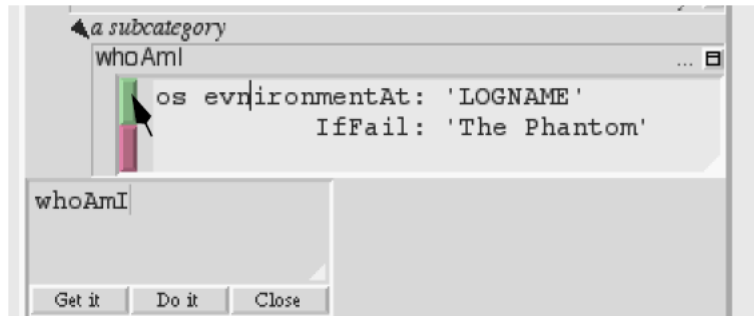 a subcategory
whoAmI ...
os evnironmentAt: 'LOGNAME'
IfFail: 'The Phantom'
whoAmI
Get it Do it Close